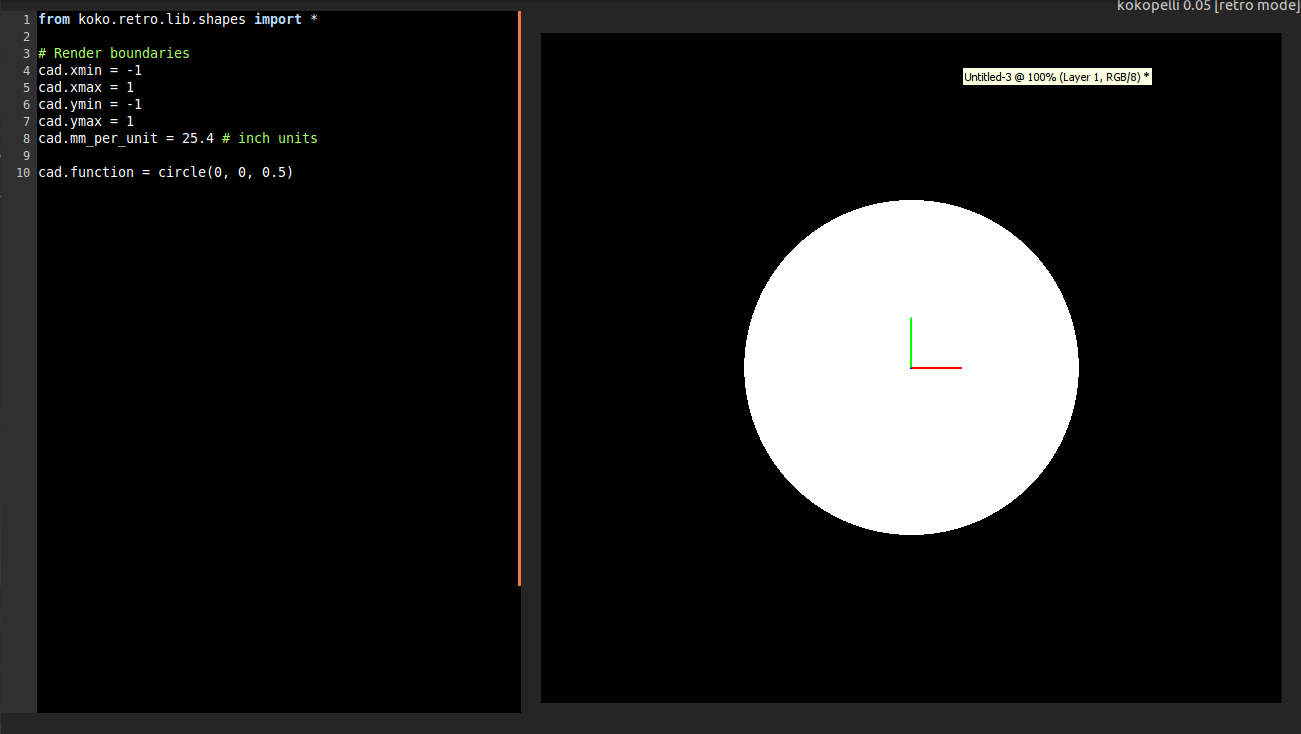 kokopelli 0.05 [retro mode]
1 from koko.retro.lib.shapes import *
2
3 # Render boundaries
4 cad.xmin = -1
5 cad.xmax = 1
6 cad.ymin = -1
7 cad.ymax = 1
8 cad.mm_per_unit = 25.4 # inch units
9
10 cad.function = circle(0, 0, 0.5)
Untitled-3 @ 100% (Layer 1, RGB/8) *